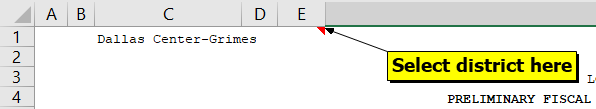 A B C D E
1 Dallas Center-Grimes
2
Select district here
3
4 PRELIMINARY FISCAL